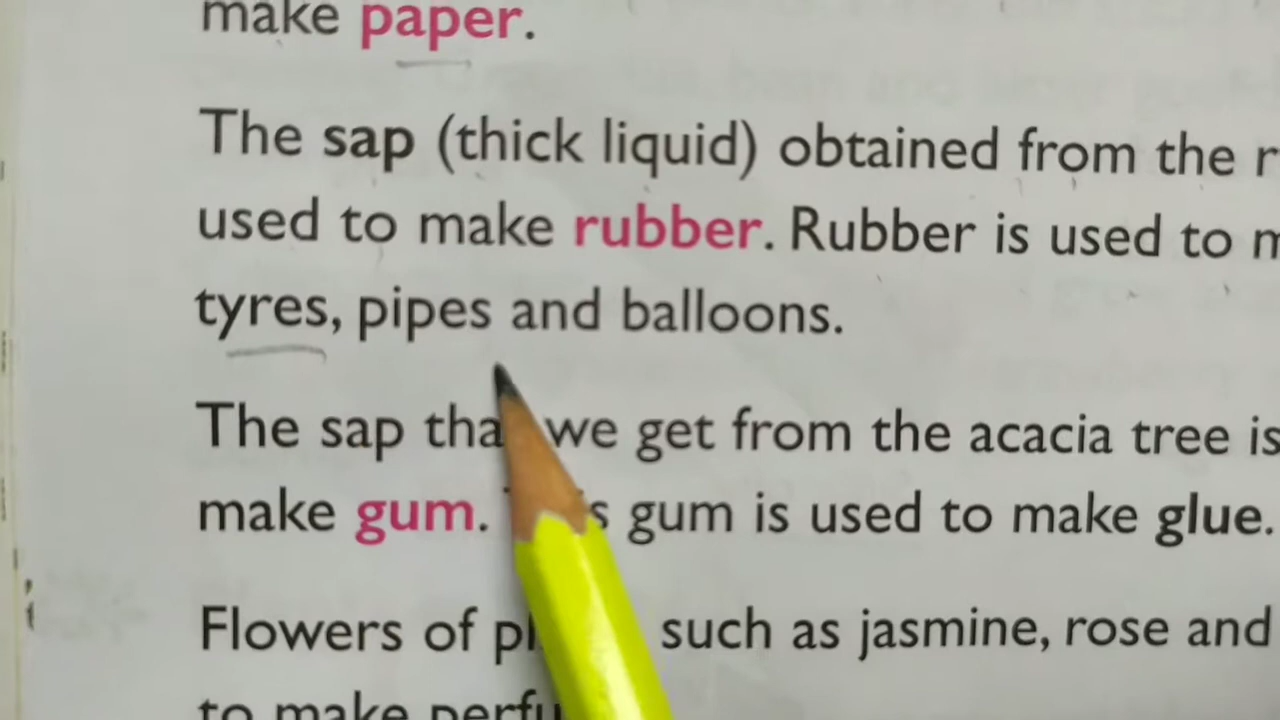 make paper.
The sap (thick liquid) obtained from the
used to make rubber. Rubber is used to
tyres, pipes and balloons.
The sap we get from the acacia tree is
make gum. gum is used to make glue.
Flowers of such as jasmine, rose and
to make